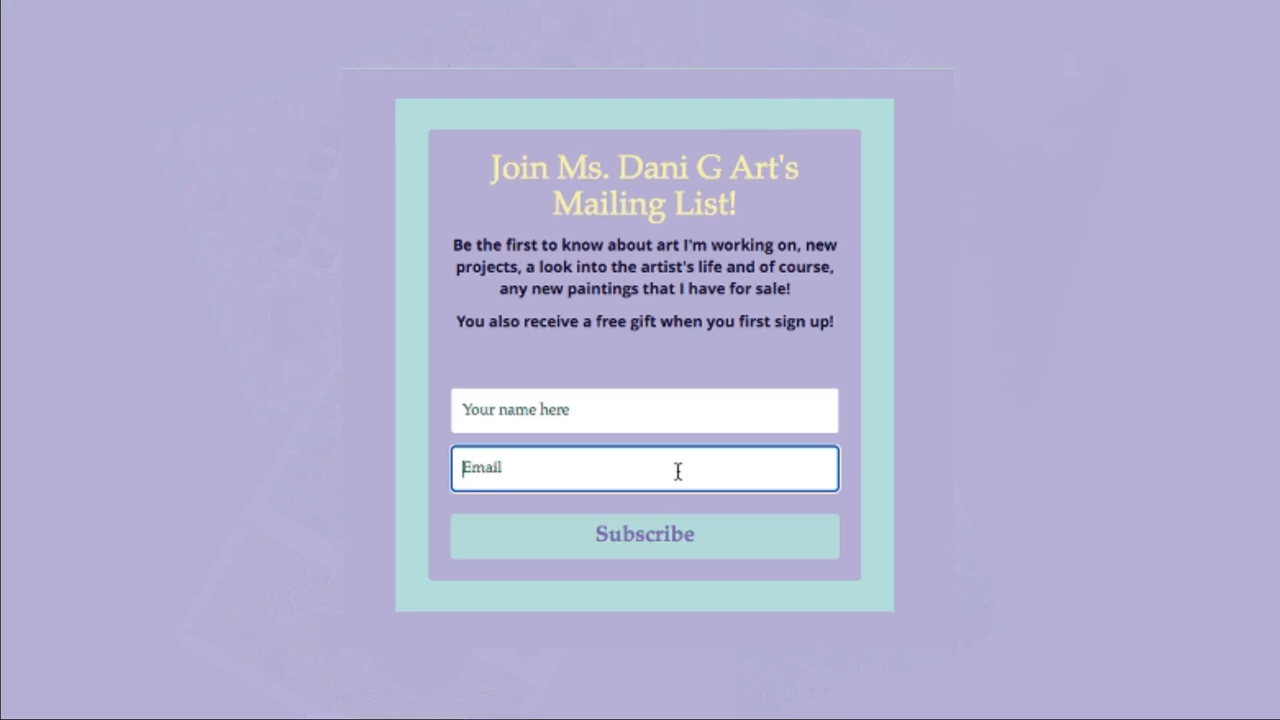 Join Ms. Dani G Art's
Mailing List!
Be the first to know about art I'm working on, new
projects, a look into the artist's life and of course,
any new paintings that I have for sale!
You also receive a free gift when you first sign up!
Your name here
Email
Subscribe